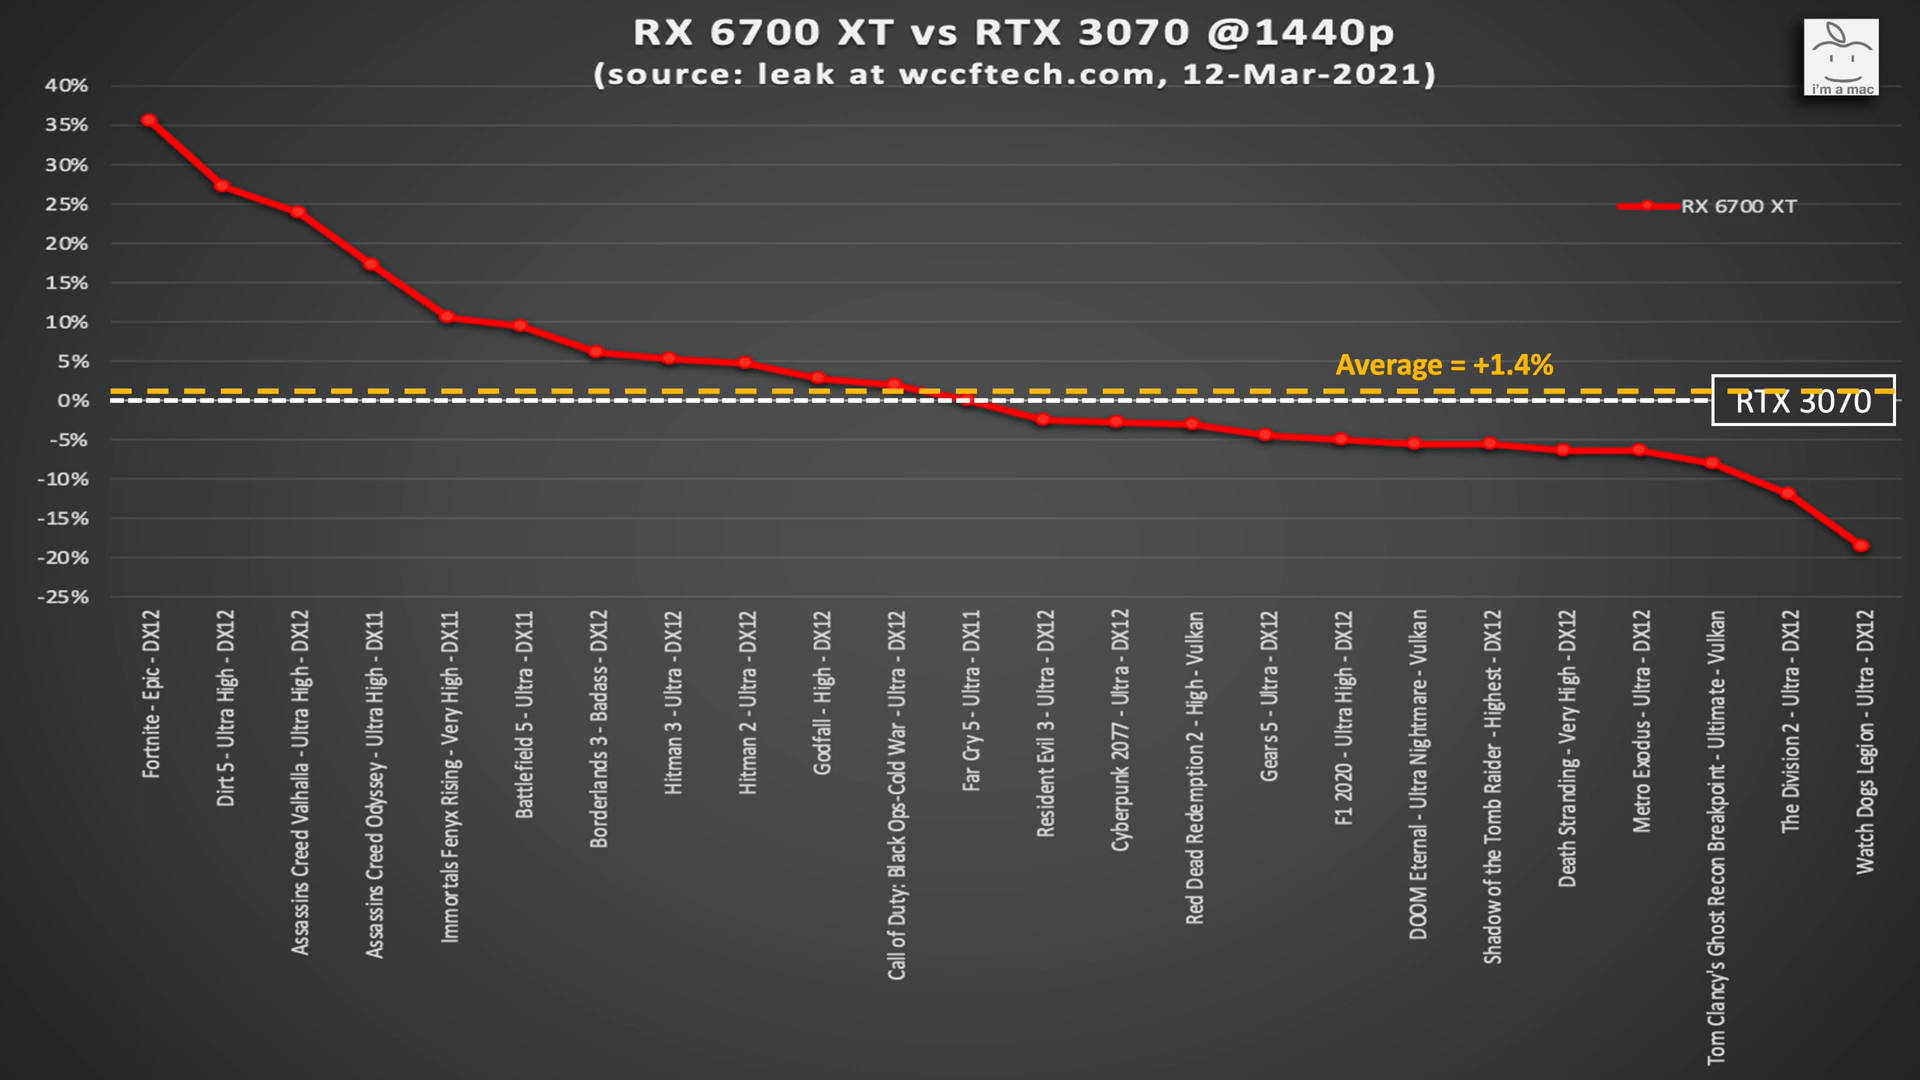 RX 6700 XT vs RTX 3070 @1440p
(source: leak at wccftech.com, 12-Mar-2021)
i'm a mac
40%
35%
30%
25%
20%
15%
10%
5%
0%
-5%
-10%
-15%
-20%
-25%
RX 6700 XT
Average = +1.4%
RTX 3070
Fortnite - Epic - DX12
Dirt 5 - Ultra High - DX12
Assassins Creed Valhalla - Ultra High - DX12
Assassins Creed Odyssey - Ultra High - DX11
Immortals Fenyx Rising - Very High - DX11
Battlefield 5 - Ultra - DX11
Borderlands 3 - Badass - DX12
Hitman 3 - Ultra - DX12
Hitman 2 - Ultra - DX12
Godfall - High - DX12
Call of Duty: Black Ops-Cold War - Ultra - DX12
Far Cry 5 - Ultra - DX11
Resident Evil 3 - Ultra - DX12
Cyberpunk 2077 - Ultra - DX12
Red Dead Redemption 2 - High - Vulkan
Gears 5 - Ultra - DX12
F1 2020 - Ultra High - DX12
DOOM Eternal - Ultra Nightmare - Vulkan
Shadow of the Tomb Raider - Highest - DX12
Death Stranding - Very High - DX12
Metro Exodus - Ultra - DX12
Tom Clancy's Ghost Recon Breakpoint - Ultimate - Vulkan
The Division 2 - Ultra - DX12
Watch Dogs Legion - Ultra - DX12